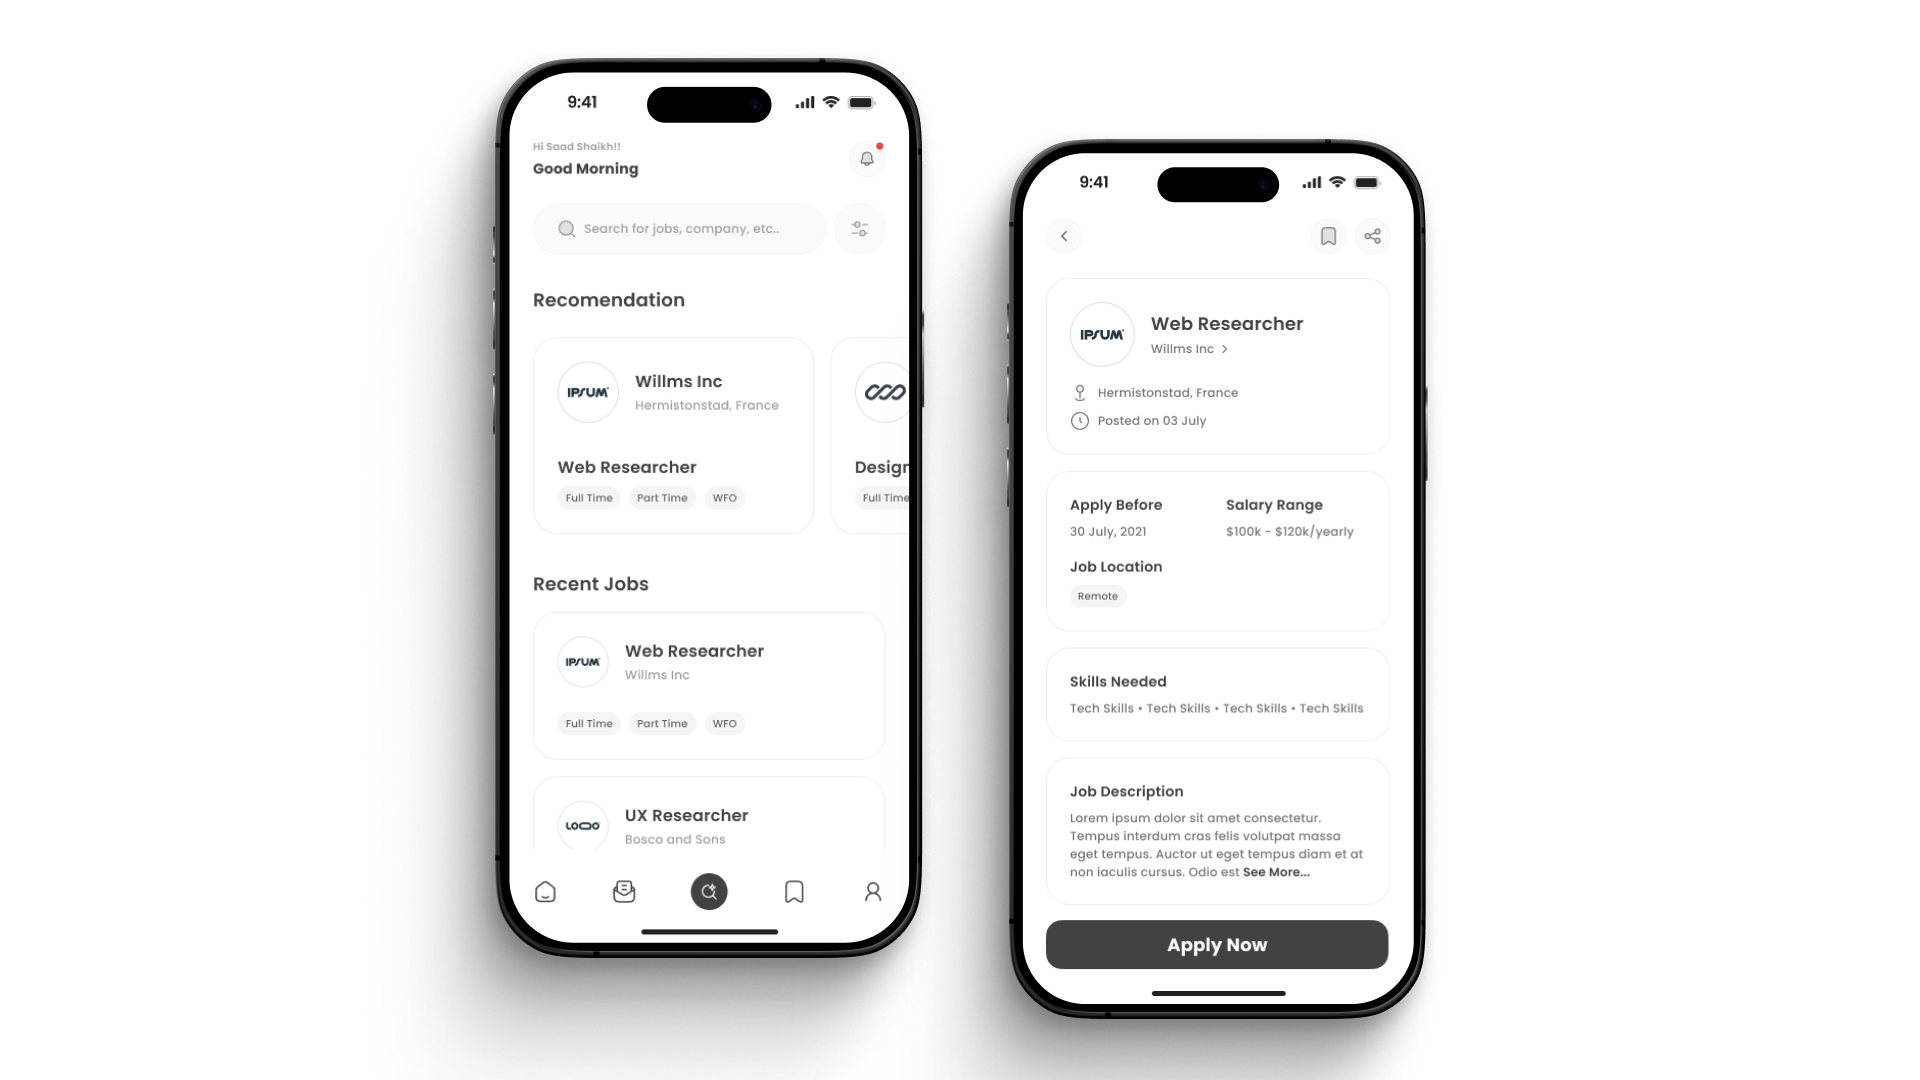 9:41
Hi Saad Shaikh!!
Good Morning
Search for jobs, company, etc..
Recomendation
IPSUM
Willms Inc
Hermistonstad, France
Web Researcher
Full Time Part Time WFO
Design
Full Time
Recent Jobs
IPSUM
Web Researcher
Willms Inc
Full Time Part Time WFO
LOGO
UX Researcher
Bosco and Sons
9:41
IPSUM
Web Researcher
Willms Inc >
Hermistonstad, France
Posted on 03 July
Apply Before Salary Range
30 July, 2021 $100k - $120k/yearly
Job Location
Remote
Skills Needed
Tech Skills • Tech Skills • Tech Skills • Tech Skills
Job Description
Lorem ipsum dolor sit amet consectetur.
Tempus interdum cras felis volutpat massa
eget tempus. Auctor ut eget tempus diam et at
non iaculis cursus. Odio est See More...
Apply Now